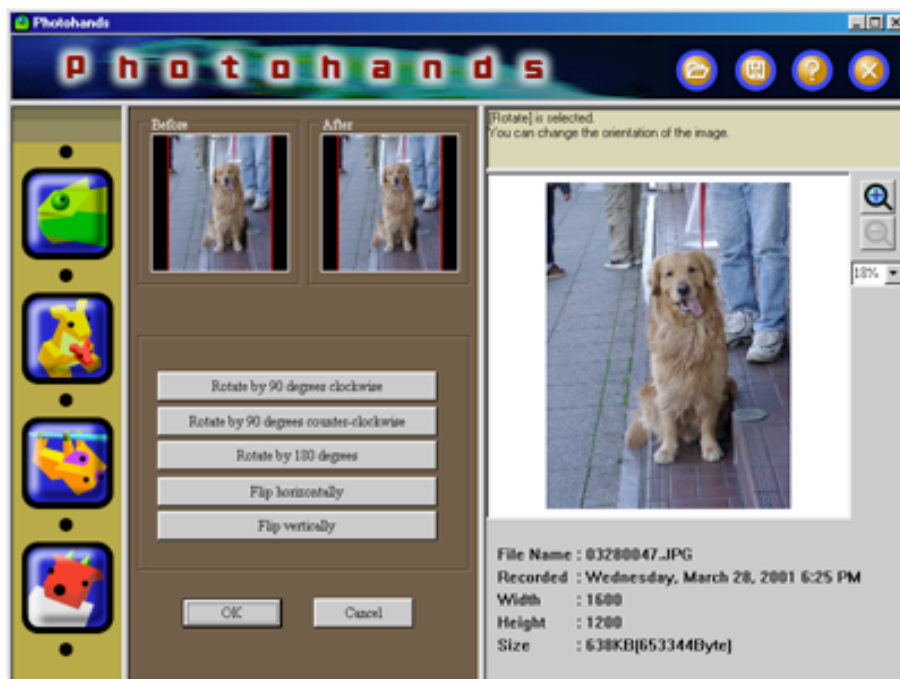 Photohands
Photohands
Before
After
[Rotate] is selected.
You can change the orientation of the image.
18%
Rotate by 90 degrees clockwise
Rotate by 90 degrees counter-clockwise
Rotate by 180 degrees
Flip horizontally
Flip vertically
OK
Cancel
File Name : 03280047.JPG
Recorded : Wednesday, March 28, 2001 6:25 PM
Width : 1600
Height : 1200
Size : 638KB(653344Byte)